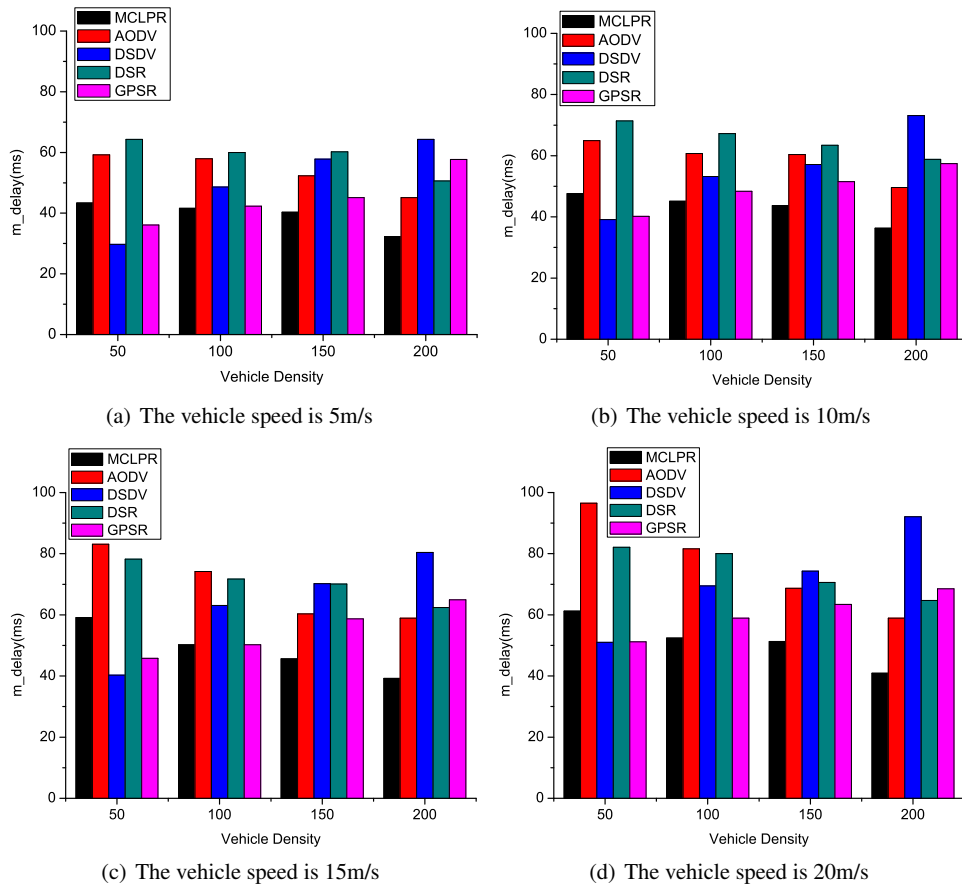 MCLPR
AODV
DSDV
DSR
GPSR
100
80
60
40
20
0
m_delay(ms)
50 100 150 200
Vehicle Density
(a) The vehicle speed is 5m/s
MCLPR
AODV
DSDV
DSR
GPSR
100
80
60
40
20
0
m_delay(ms)
50 100 150 200
Vehicle Density
(b) The vehicle speed is 10m/s
MCLPR
AODV
DSDV
DSR
GPSR
100
80
60
40
20
0
m_delay(ms)
50 100 150 200
Vehicle Density
(c) The vehicle speed is 15m/s
MCLPR
AODV
DSDV
DSR
GPSR
100
80
60
40
20
0
m_delay(ms)
50 100 150 200
Vehicle Density
(d) The vehicle speed is 20m/s